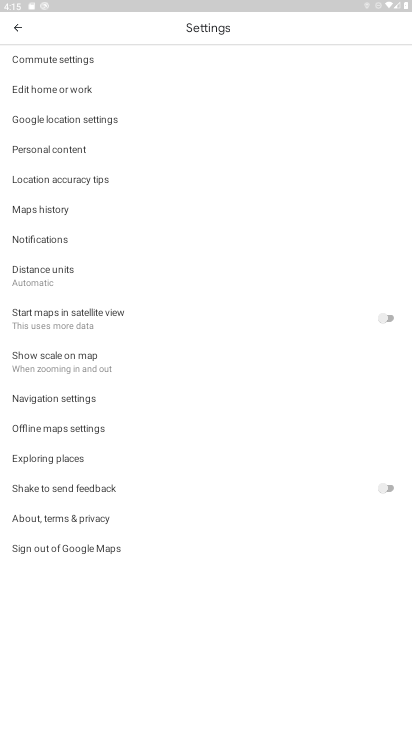 4:15
Settings
Commute settings
Edit home or work
Google location settings
Personal content
Location accuracy tips
Maps history
Notifications
Distance units
Automatic
Start maps in satellite view
This uses more data
Show scale on map
When zooming in and out
Navigation settings
Offline maps settings
Exploring places
Shake to send feedback
About, terms & privacy
Sign out of Google Maps